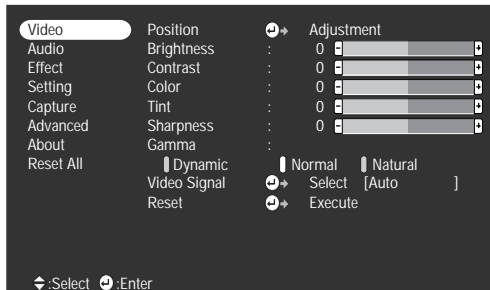 Video Position Adjustment
Audio Brightness : 0 - +
Effect Contrast : 0 - +
Setting Color : 0 - +
Capture Tint : 0 - +
Advanced Sharpness : 0 - +
About Gamma :
Reset All Dynamic Normal Natural
Video Signal Select [Auto ]
Reset Execute
:Select :Enter